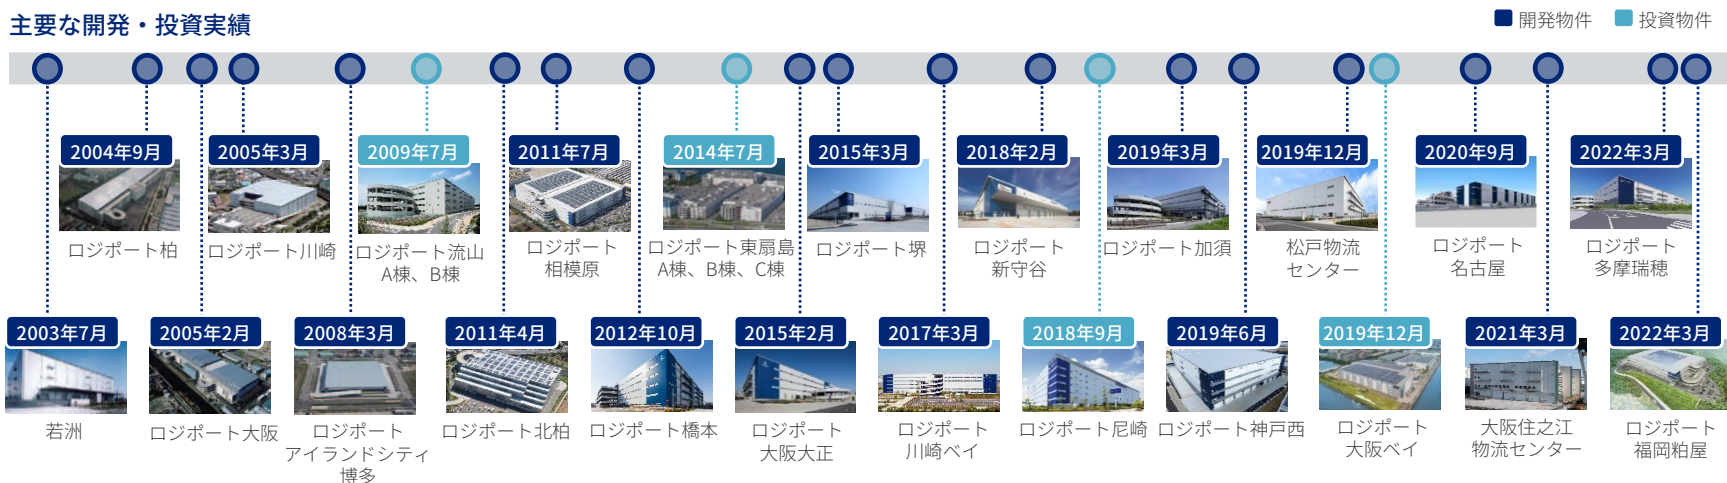 主要な開発・投資実績
開発物件
投資物件
2004年9月
ロジポート柏
2005年3月
ロジポート川崎
2009年7月
ロジポート流山
A棟、B棟
2011年7月
ロジポート
相模原
2014年7月
ロジポート東扇島
A棟、B棟、C棟
2015年3月
ロジポート堺
2018年2月
ロジポート
新守谷
2019年3月
ロジポート加須
2019年12月
松戸物流
センター
2020年9月
ロジポート
名古屋
2022年3月
ロジポート
多摩瑞穂
2003年7月
若洲
2005年2月
ロジポート大阪
2008年3月
ロジポート
アイランドシティ
博多
2011年4月
ロジポート北柏
2012年10月
ロジポート橋本
2015年2月
ロジポート
大阪大正
2017年3月
ロジポート
川崎ベイ
2018年9月
ロジポート尼崎
2019年6月
ロジポート神戸西
2019年12月
ロジポート
大阪ベイ
2021年3月
大阪住之江
物流センター
2022年3月
ロジポート
福岡粕屋